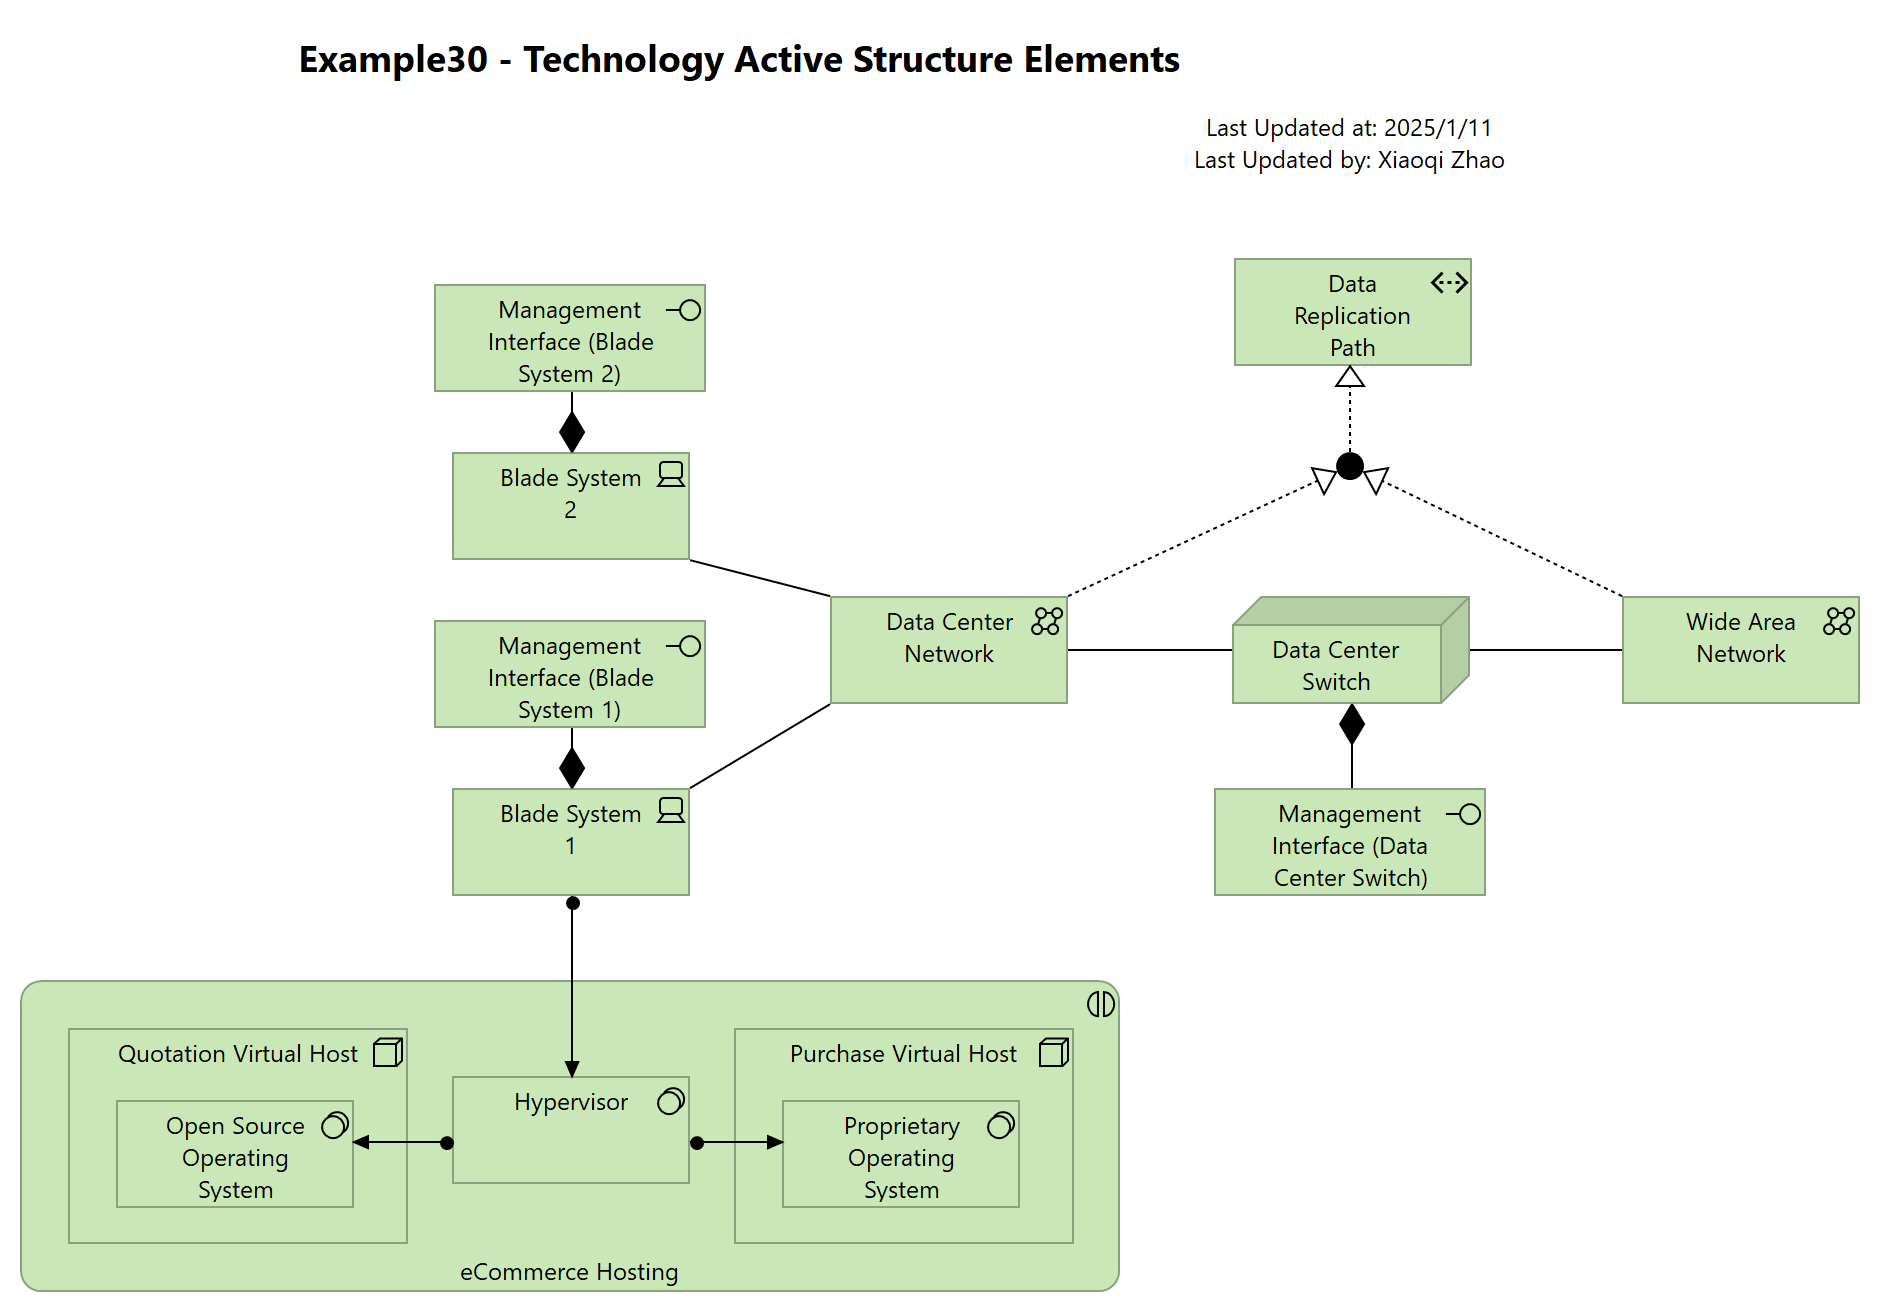 Example30 - Technology Active Structure Elements
Last Updated at: 2025/1/11
Last Updated by: Xiaoqi Zhao
Data
Replication
Path
Management
Interface (Blade
System 2)
Blade System
2
Management
Interface (Blade
System 1)
Data Center
Network
Data Center
Switch
Wide Area
Network
Blade System
1
Management
Interface (Data
Center Switch)
Quotation Virtual Host
Open Source
Operating
System
Hypervisor
Purchase Virtual Host
Proprietary
Operating
System
eCommerce Hosting